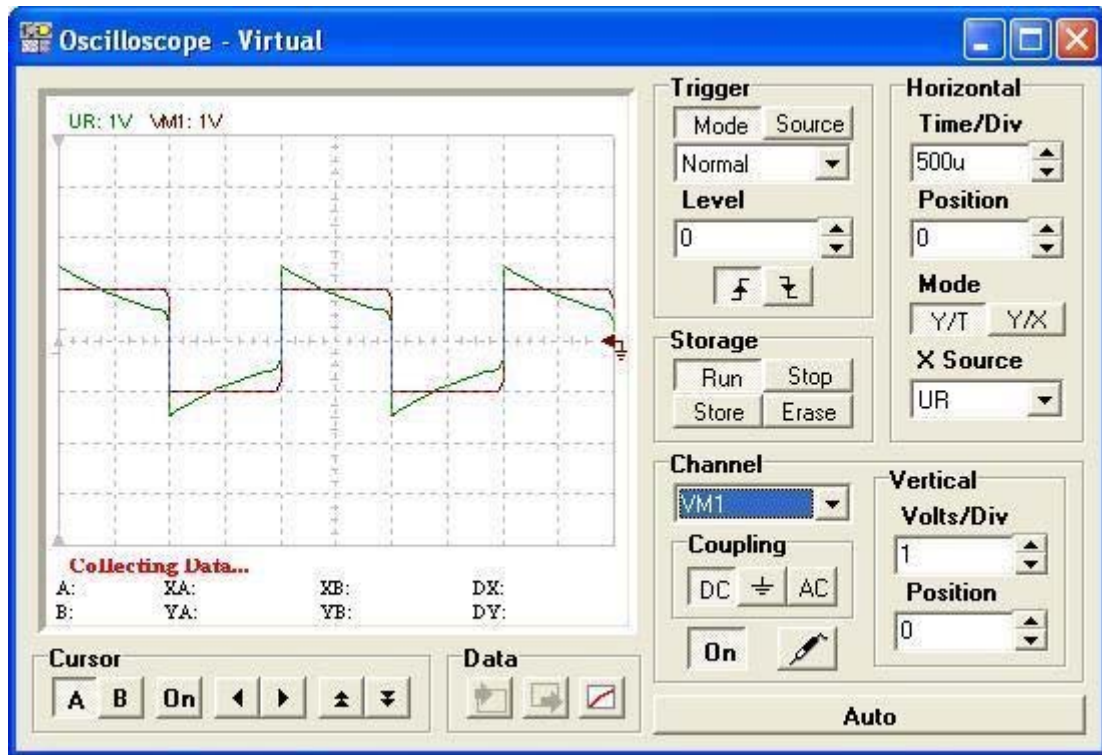 Oscilloscope - Virtual
UR: 1V VM1: 1V
Collecting Data...
A: XA: XB: DX:
B: YA: YB: DY:
Cursor
A B On
Data
Trigger
Mode Source
Normal
Level
0
Storage
Run Stop
Store Erase
Horizontal
Time/Div
500u
Position
0
Mode
Y/T Y/X
X Source
UR
Channel
VM1
Coupling
DC AC
On
Vertical
Volts/Div
1
Position
0
Auto